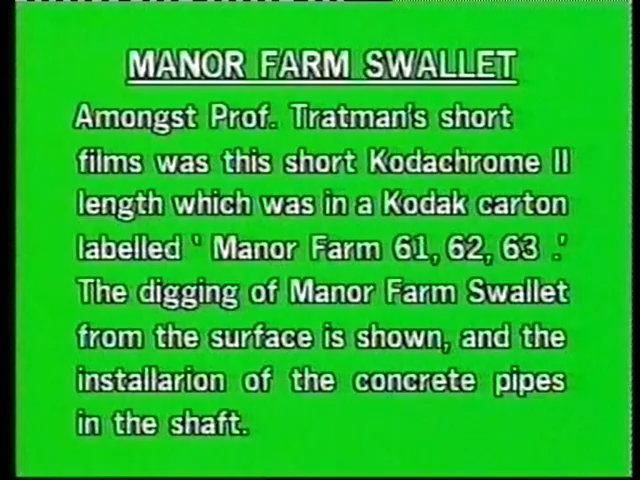 MANOR FARM SWALLET
Amongst Prof. Tratman's short
films was this short Kodachrome II
length which was in a Kodak carton
labelled ' Manor Farm 61, 62, 63 .'
The digging of Manor Farm Swallet
from the surface is shown, and the
installarion of the concrete pipes
in the shaft.